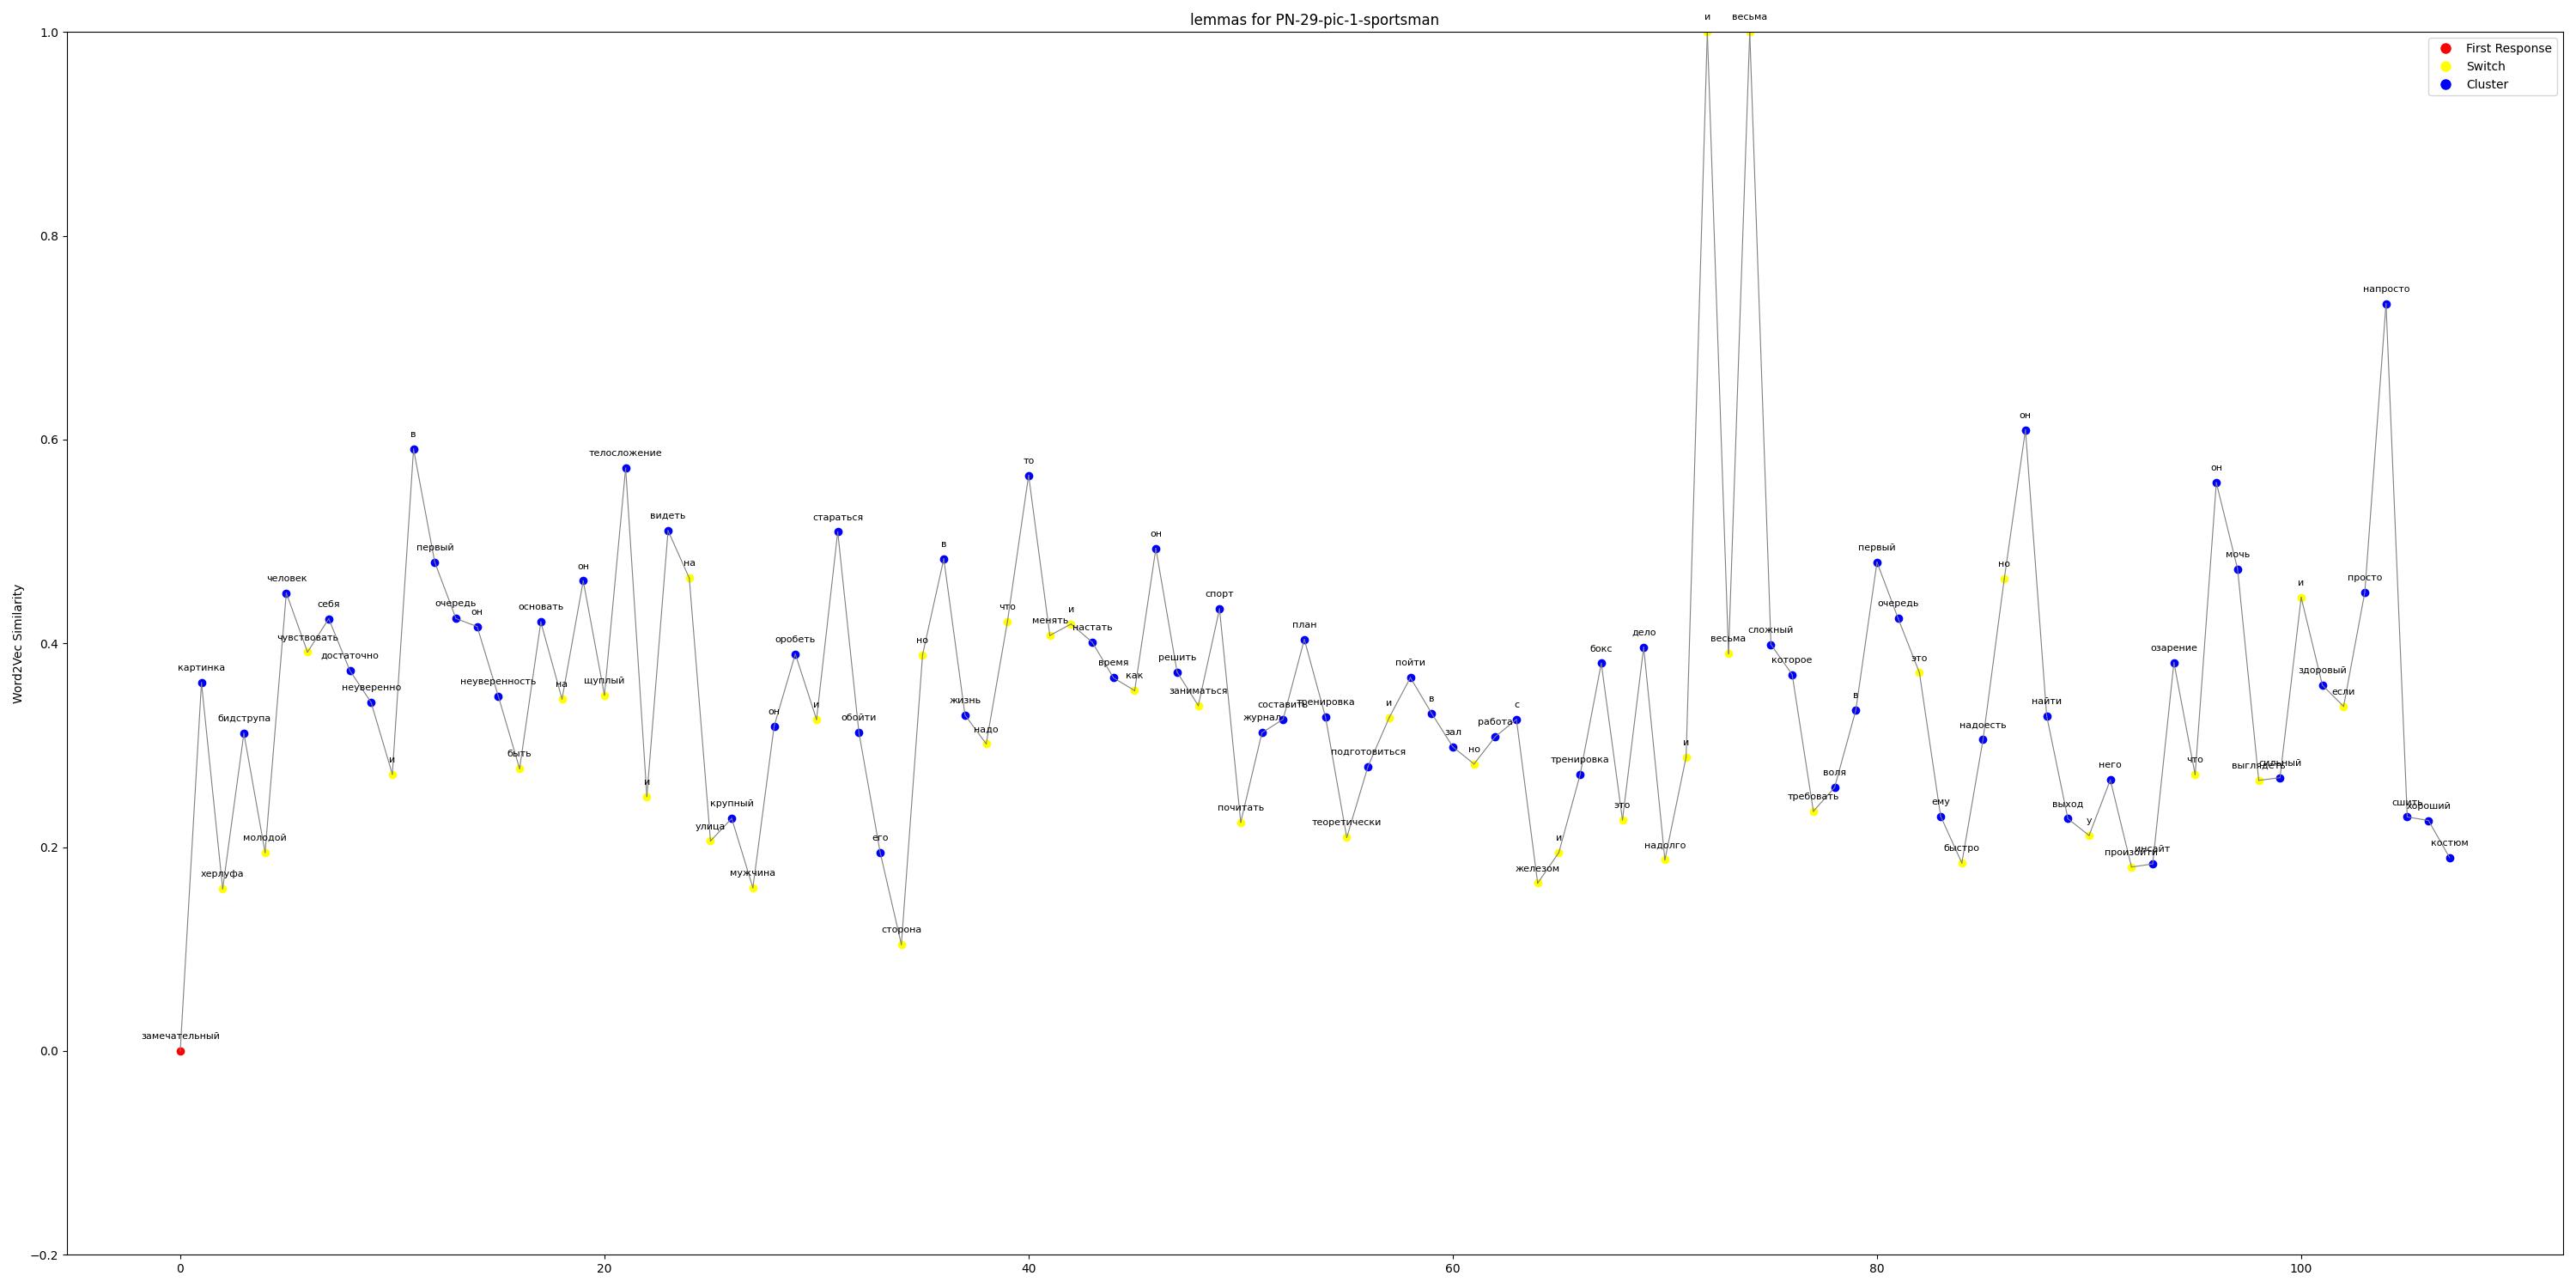 lemmas for PN-29-pic-1-sportsman
First Response
Switch
Cluster
Word2Vec Similarity
1.0
0.8
0.6
0.4
0.2
0.0
−0.2
0
20
40
60
80
100
замечательный
картинка
херлуфа
бидструпа
молодой
человек
чувствовать
себя
достаточно
неуверенно
и
в
первый
очередь
он
неуверенность
быть
основать
на
он
щуплый
телосложение
и
видеть
на
улица
крупный
мужчина
он
оробеть
и
стараться
обойти
его
сторона
но
в
жизнь
надо
что
то
менять
и
настать
время
как
он
решить
заниматься
спорт
почитать
журнал
составить
план
тренировка
теоретически
подготовиться
и
пойти
в
зал
но
работа
с
железом
и
тренировка
бокс
это
дело
надолго
и
и
весьма
весьма
сложный
которое
требовать
воля
в
первый
очередь
это
ему
быстро
надоесть
но
он
найти
выход
у
него
произойти
инсайт
озарение
что
он
мочь
выглядеть
сильный
и
здоровый
если
просто
напросто
сшить
хороший
костюм